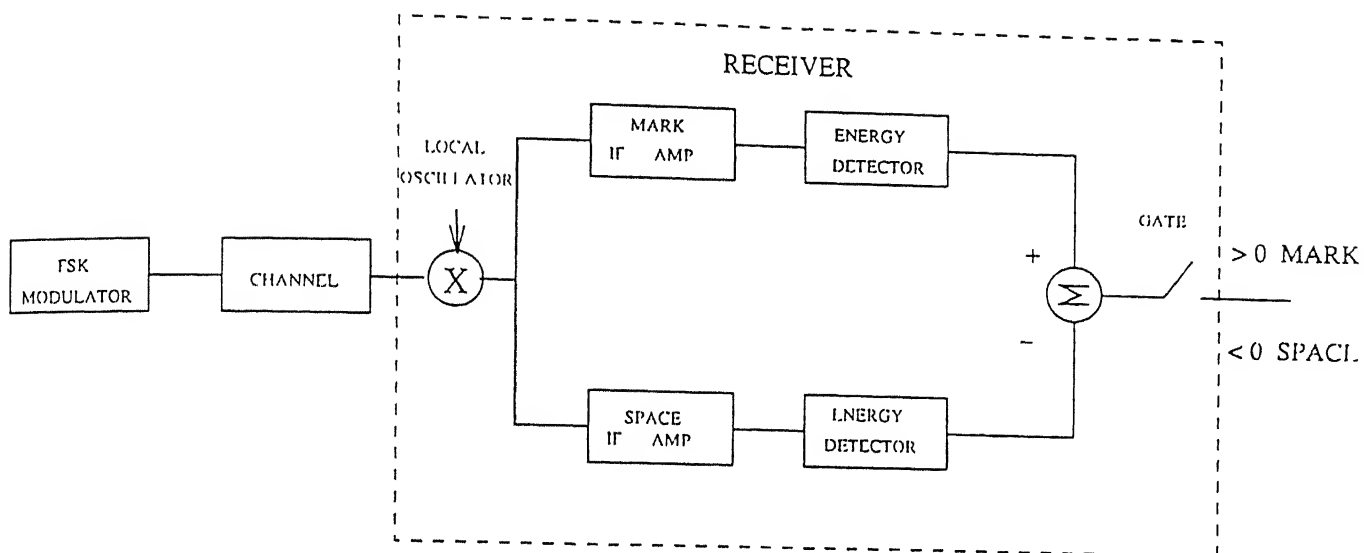 RECEIVER
MARK
IF AMP
ENERGY
DETECTOR
LOCAL
OSCILLATOR
GATE
FSK
MODULATOR
CHANNEL
X
+
Σ
-
> 0 MARK
< 0 SPACE
SPACE
IF AMP
ENERGY
DETECTOR